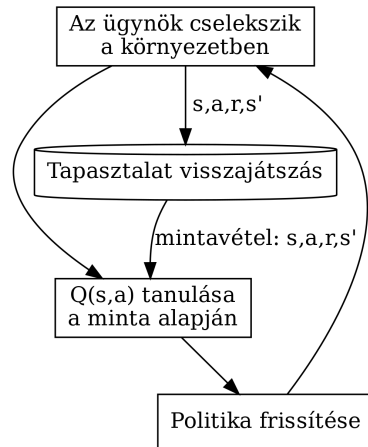 Az ügynök cselekszik
a környezetben
s,a,r,s'
Tapasztalat visszajátszás
mintavétel: s,a,r,s'
Q(s,a) tanulása
a minta alapján
Politika frissítése